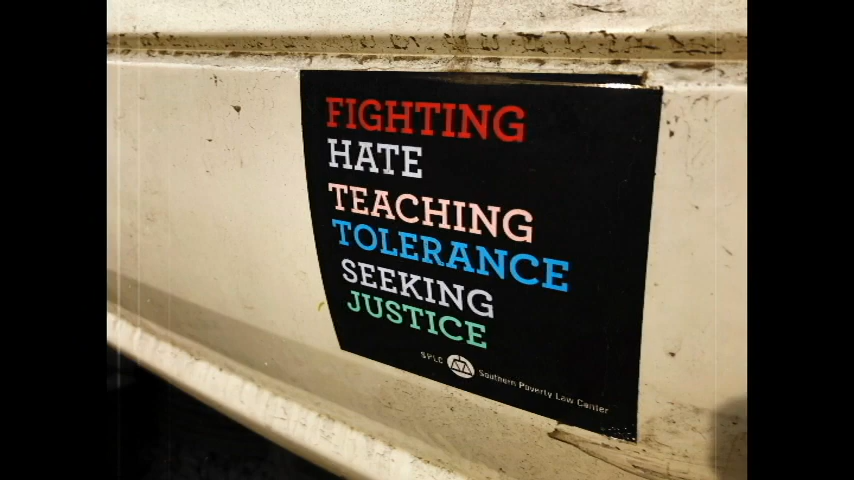 FIGHTING
HATE
TEACHING
TOLERANCE
SEEKING
JUSTICE
SPLC Southern Poverty Law Center